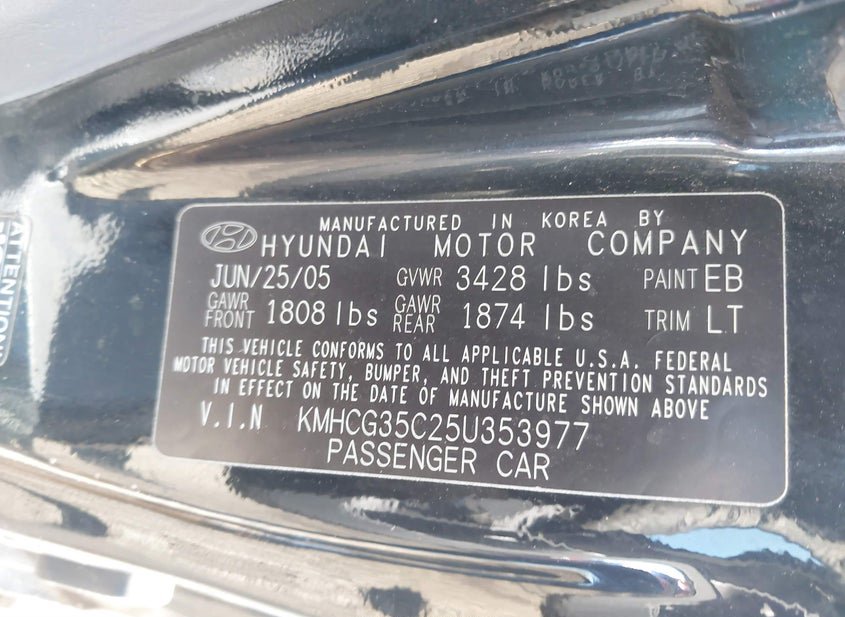 MANUFACTURED IN KOREA BY
HYUNDAI MOTOR COMPANY
JUN/25/05 GVWR 3428 lbs PAINT EB
GAWR FRONT 1808 lbs GAWR REAR 1874 lbs TRIM LT
THIS VEHICLE CONFORMS TO ALL APPLICABLE U.S.A. FEDERAL
MOTOR VEHICLE SAFETY, BUMPER, AND THEFT PREVENTION STANDARDS
IN EFFECT ON THE DATE OF MANUFACTURE SHOWN ABOVE
V.I.N KMHCG35C25U353977
PASSENGER CAR
ATTENTION